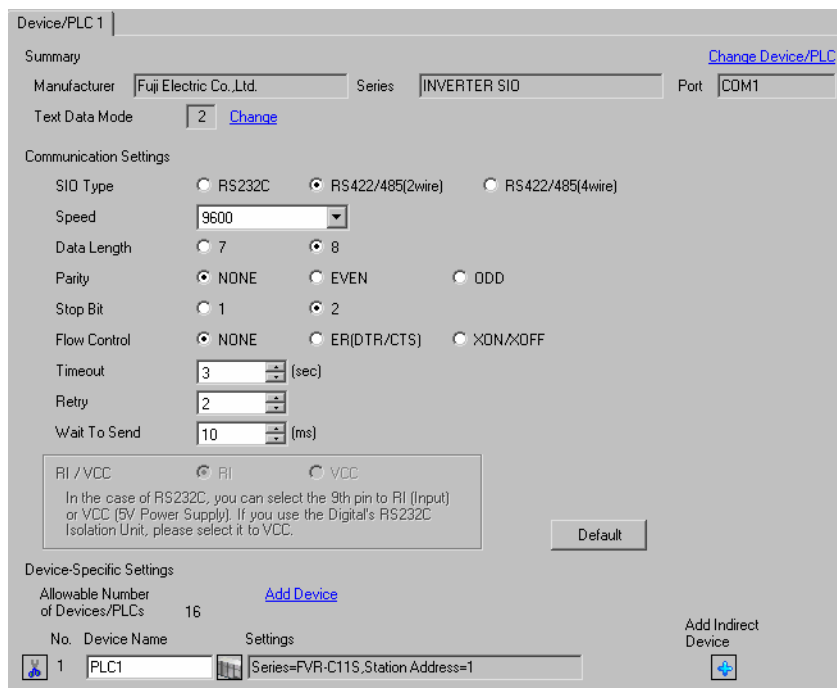 Device/PLC 1
Summary
Change Device/PLC
Manufacturer Fuji Electric Co.,Ltd. Series INVERTER SIO Port COM1
Text Data Mode 2 Change
Communication Settings
SIO Type RS232C RS422/485(2wire) RS422/485(4wire)
Speed 9600
Data Length 7 8
Parity NONE EVEN ODD
Stop Bit 1 2
Flow Control NONE ER(DTR/CTS) XON/XOFF
Timeout 3 (sec)
Retry 2
Wait To Send 10 (ms)
RI / VCC RI VCC
In the case of RS232C, you can select the 9th pin to RI (Input)
or VCC (5V Power Supply). If you use the Digital's RS232C
Isolation Unit, please select it to VCC.
Default
Device-Specific Settings
Allowable Number
of Devices/PLCs 16
Add Device
Add Indirect
Device
No. Device Name Settings
1 PLC1 Series=FVR-C11S,Station Address=1